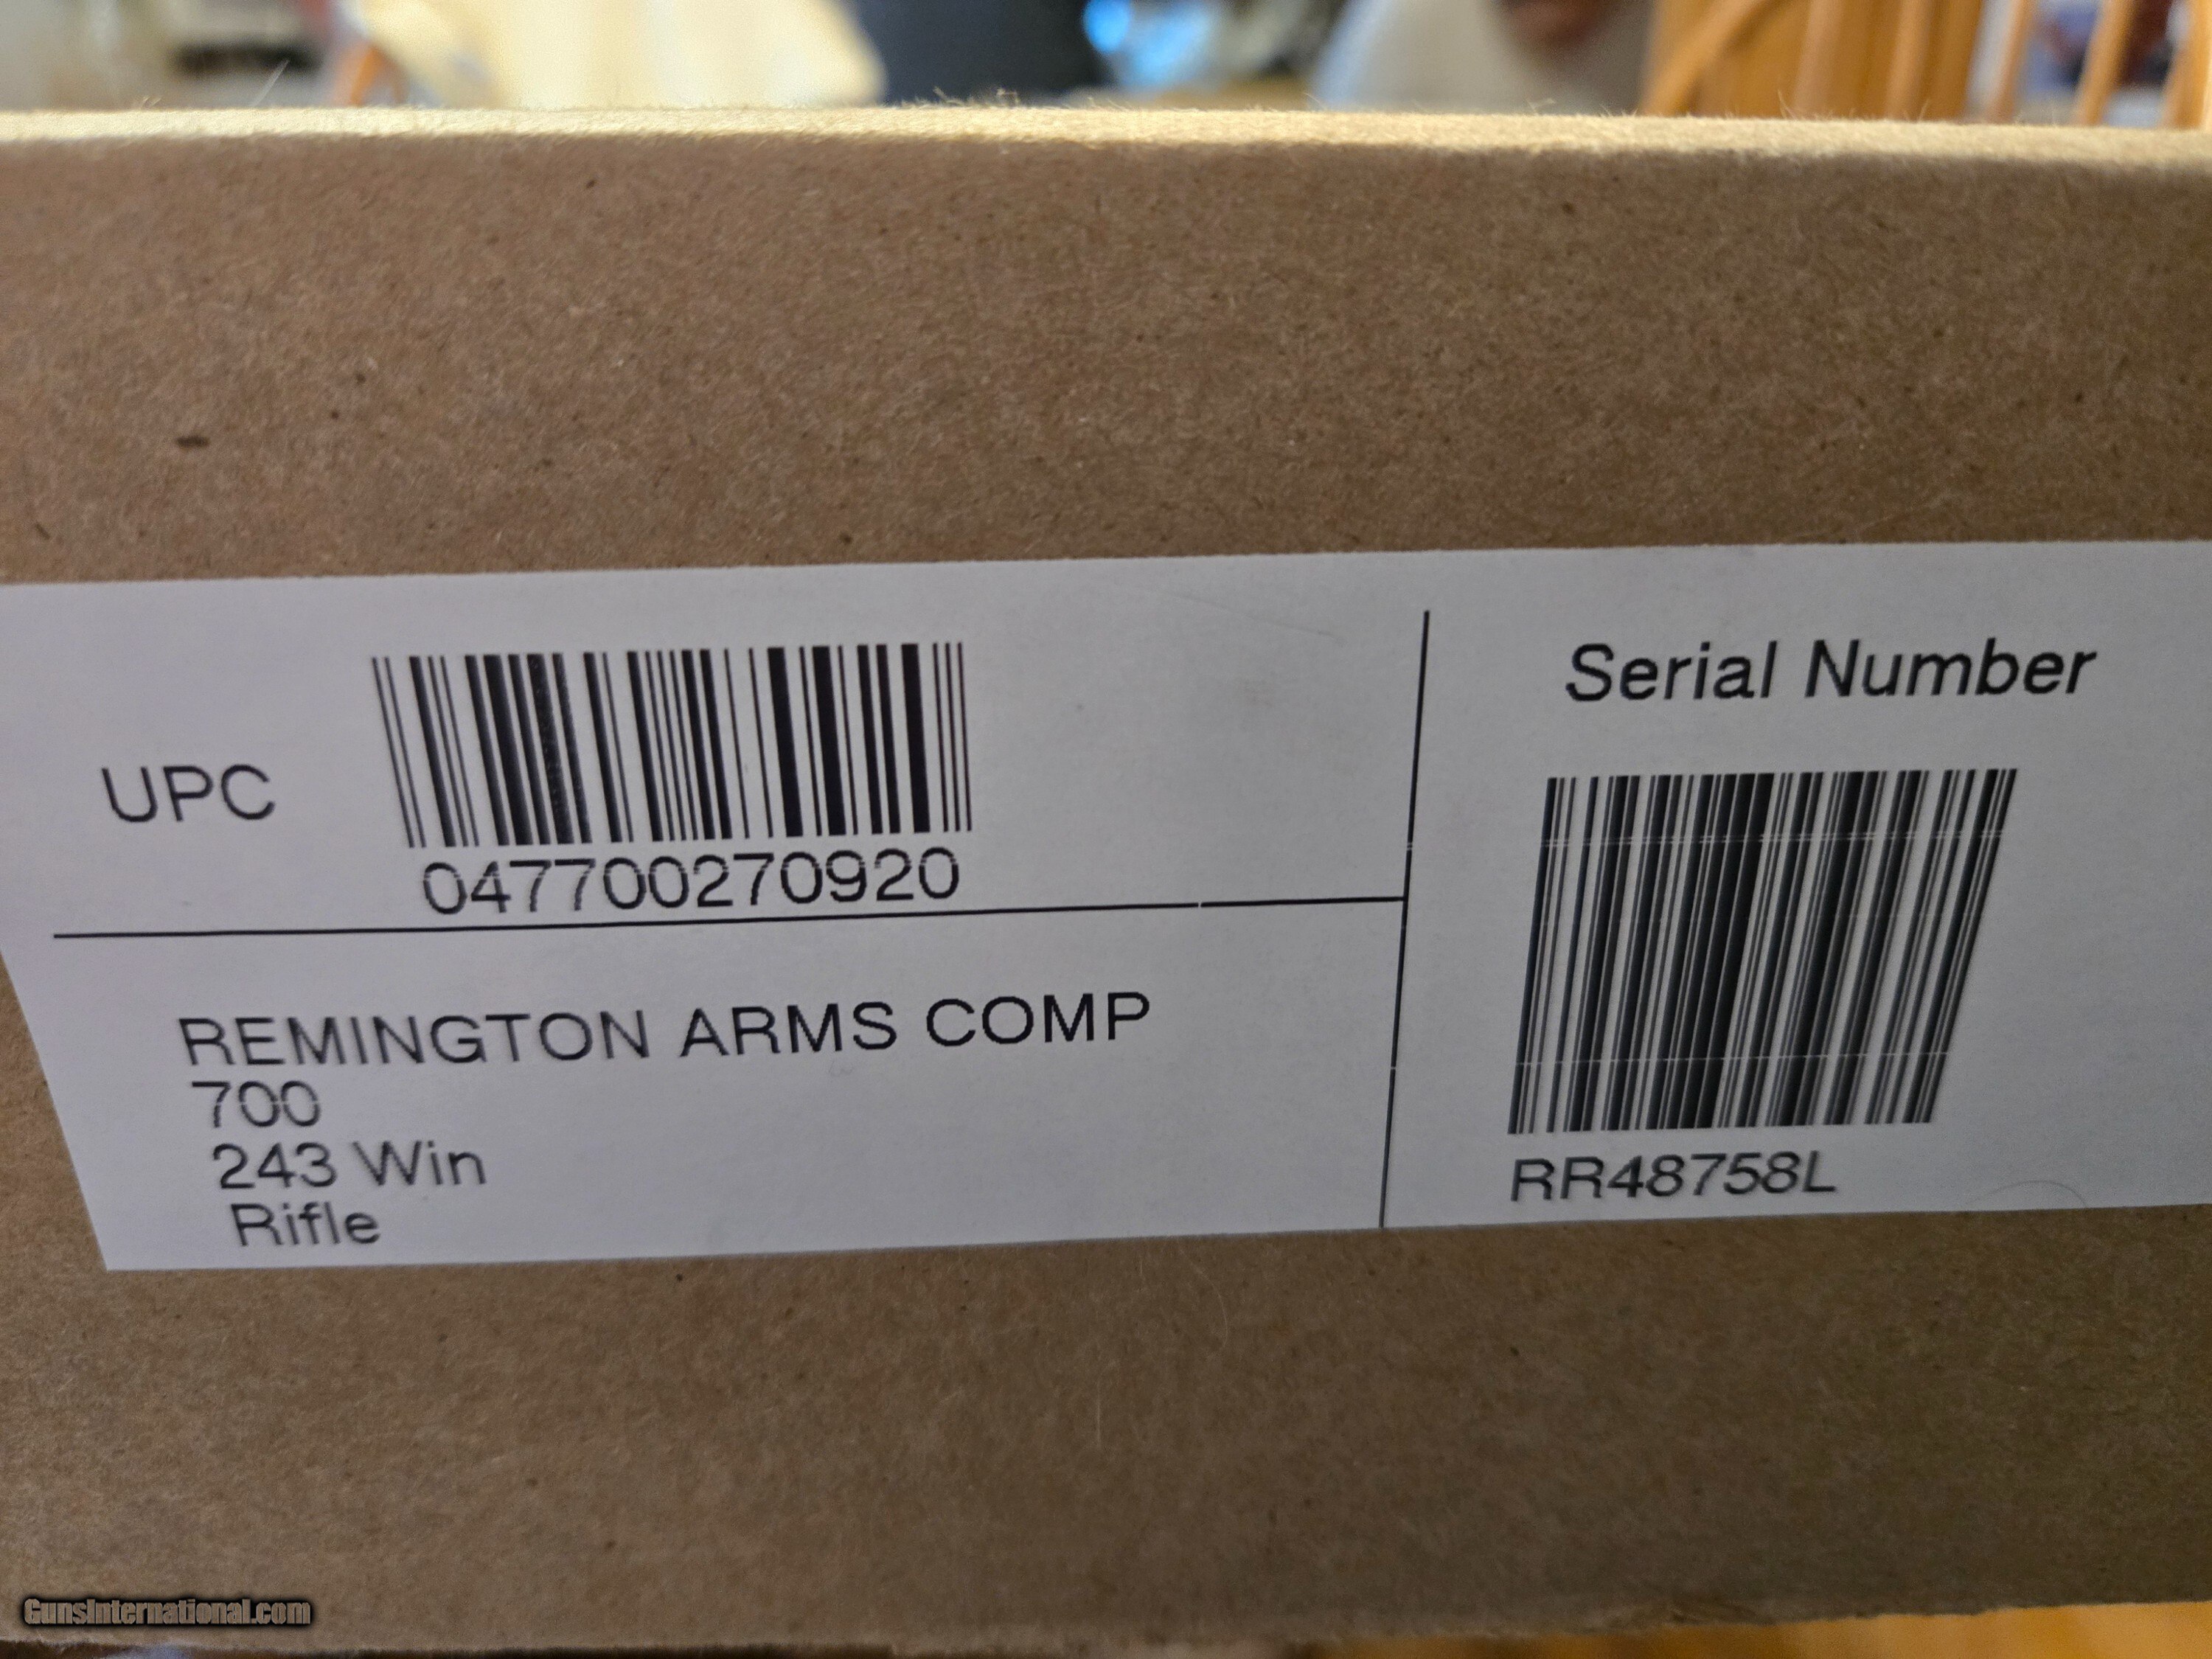 UPC
047700270920
REMINGTON ARMS COMP
700
243 Win
Rifle
Serial Number
RR48758L
GunsInternational.com